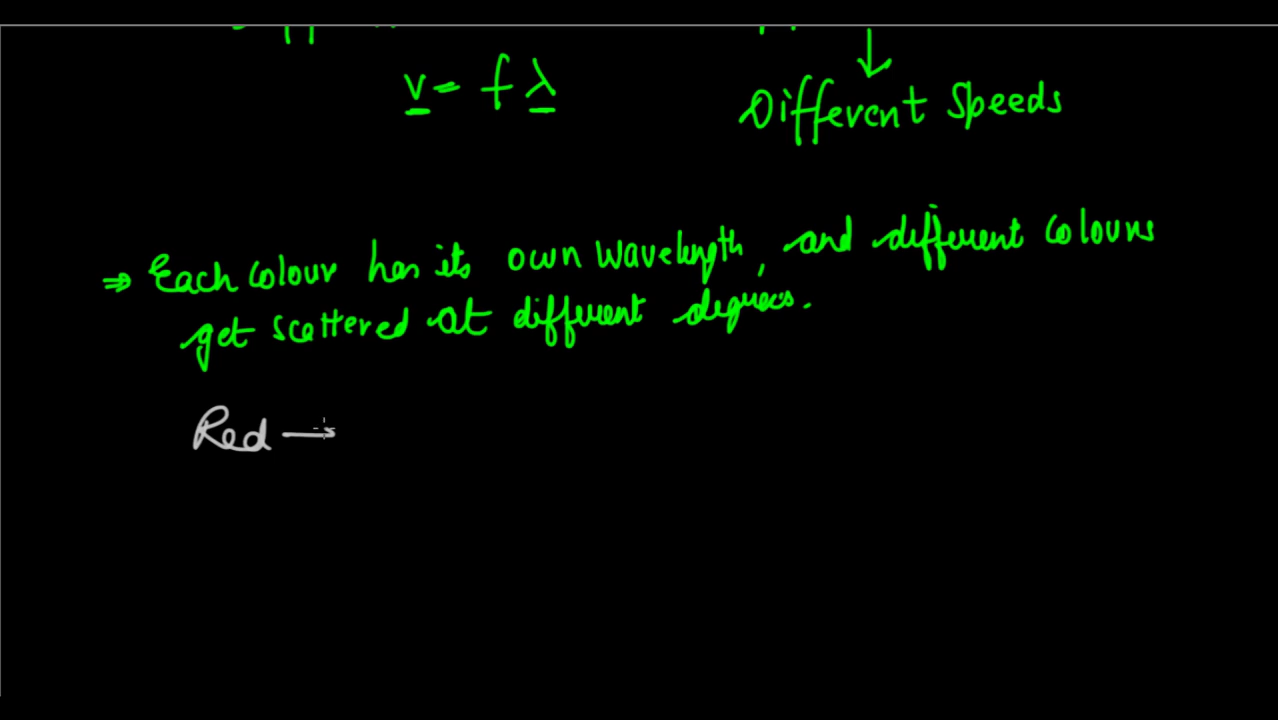 v = f λ
Different Speeds
⇒ Each colour has its own wavelength, and different colours
get scattered at different degrees.
Red →